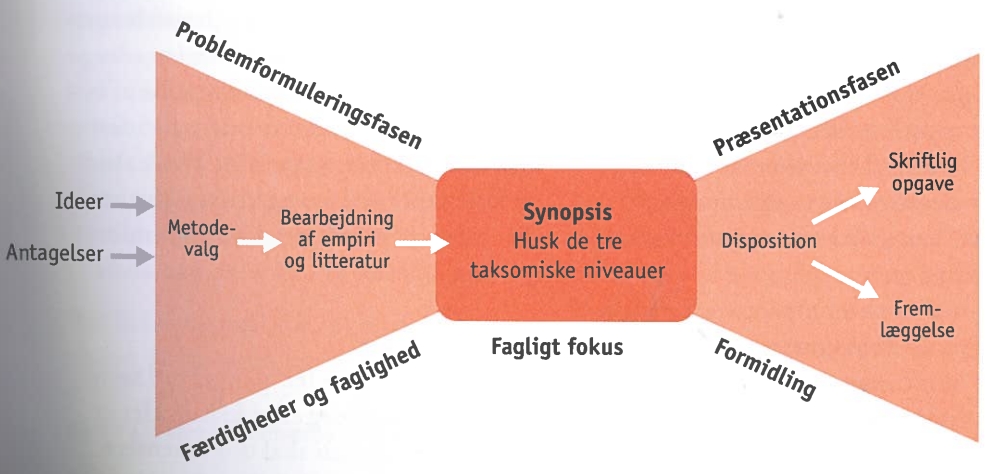 Problemformuleringsfasen
Præsentationsfasen
Ideer
Antagelser
Metode-
valg
Bearbejdning
af empiri
og litteratur
Synopsis
Husk de tre
taksomiske niveauer
Disposition
Skriftlig
opgave
Frem-
læggelse
Færdigheder og faglighed
Fagligt fokus
Formidling